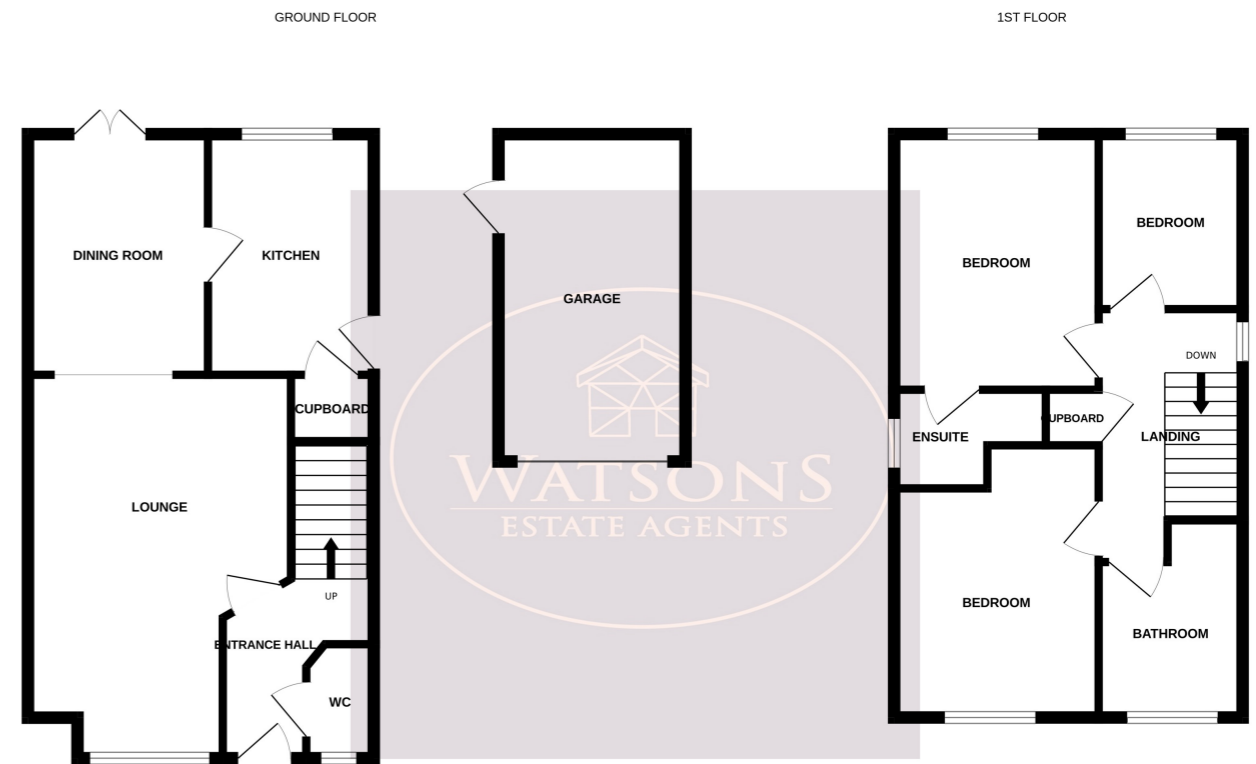 GROUND FLOOR
1ST FLOOR
DINING ROOM
KITCHEN
CUPBOARD
LOUNGE
UP
ENTRANCE HALL
WC
GARAGE
WATSONS
ESTATE AGENTS
BEDROOM
BEDROOM
DOWN
ENSUITE
CUPBOARD
LANDING
BEDROOM
BATHROOM